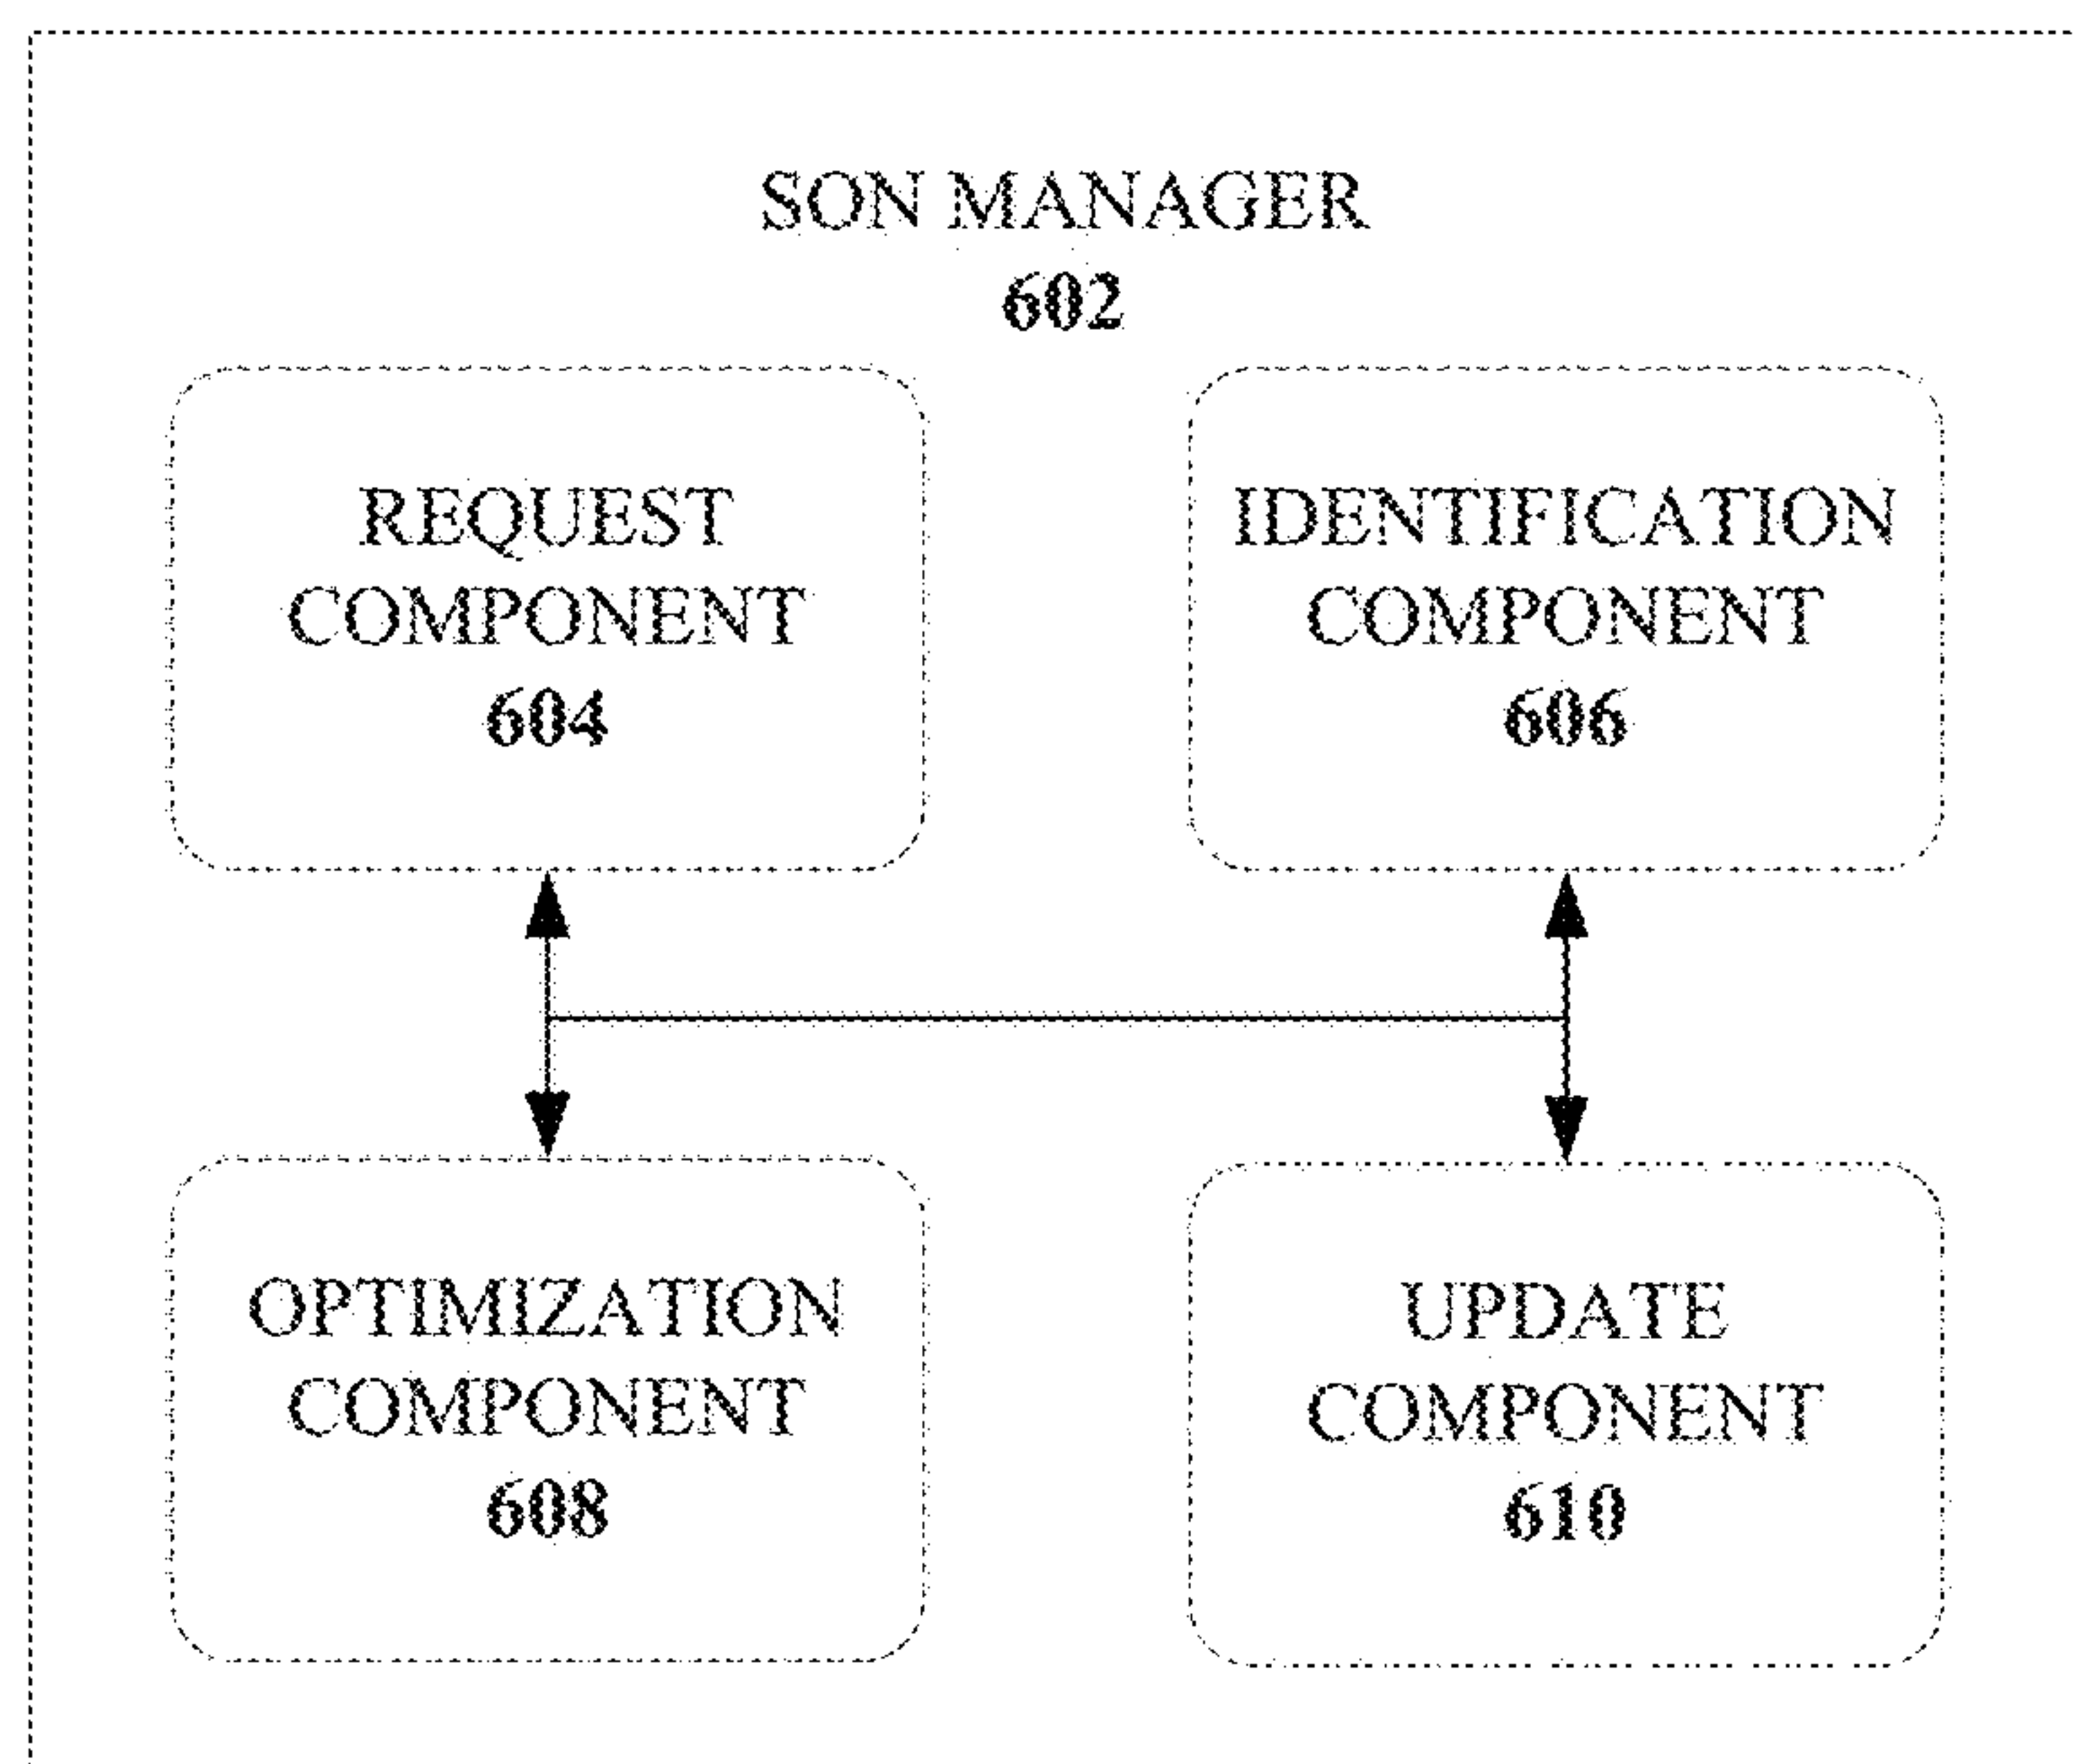 SON MANAGER
602
REQUEST
COMPONENT
604
IDENTIFICATION
COMPONENT
606
OPTIMIZATION
COMPONENT
608
UPDATE
COMPONENT
610